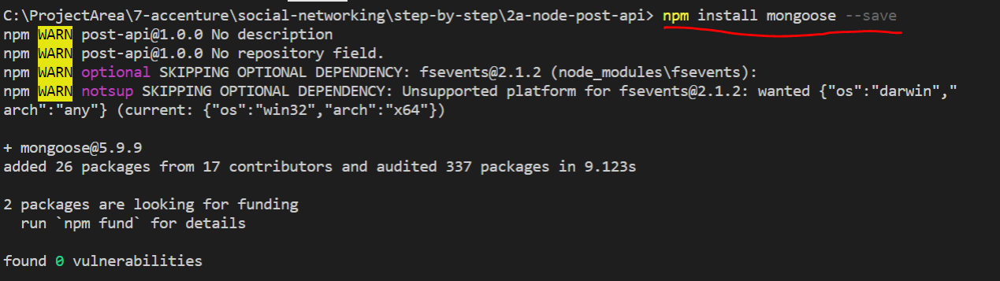 C:\ProjectArea\7-accenture\social-networking\step-by-step\2a-node-post-api> npm install mongoose --save
npm WARN post-api@1.0.0 No description
npm WARN post-api@1.0.0 No repository field.
npm WARN optional SKIPPING OPTIONAL DEPENDENCY: fsevents@2.1.2 (node_modules\fsevents):
npm WARN notsup SKIPPING OPTIONAL DEPENDENCY: Unsupported platform for fsevents@2.1.2: wanted {"os":"darwin","
arch":"any"} (current: {"os":"win32","arch":"x64"})
+ mongoose@5.9.9
added 26 packages from 17 contributors and audited 337 packages in 9.123s
2 packages are looking for funding
  run `npm fund` for details
found 0 vulnerabilities